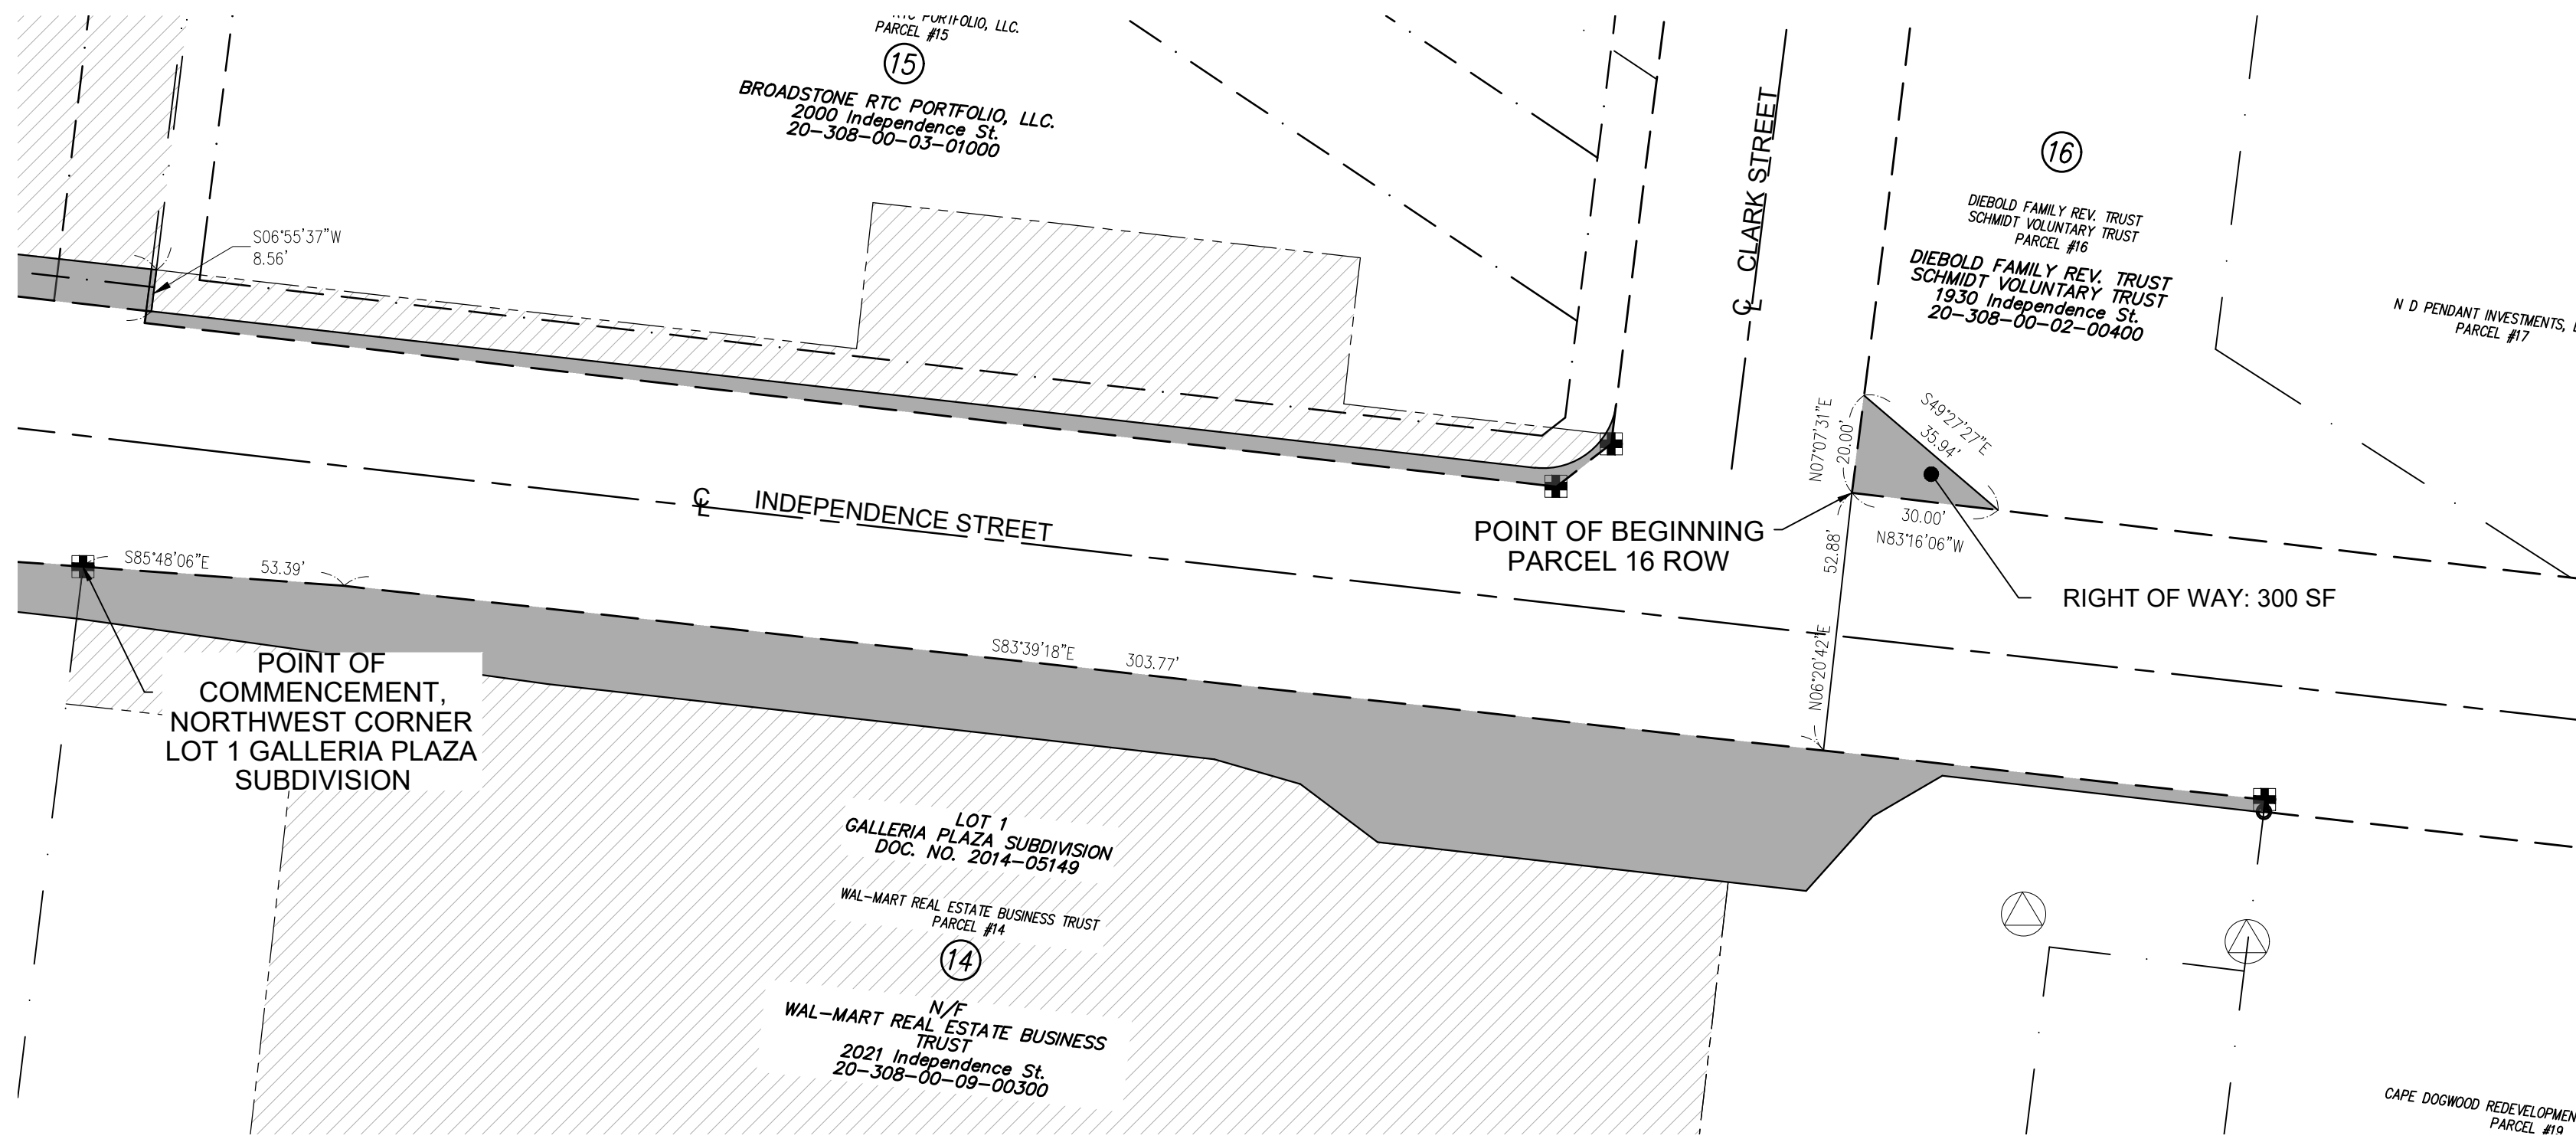 PORTFOLIO, LLC.
PARCEL #15
15
BROADSTONE RTC PORTFOLIO, LLC.
2000 Independence St.
20-308-00-03-01000
S06°55'37"W
8.56'
℄ CLARK STREET
16
DIEBOLD FAMILY REV. TRUST
SCHMIDT VOLUNTARY TRUST
PARCEL #16
DIEBOLD FAMILY REV. TRUST
SCHMIDT VOLUNTARY TRUST
1930 Independence St.
20-308-00-02-00400
N D PENDANT INVESTMENTS,
PARCEL #17
N07°07'31"E
20.00'
S49°27'27"E
35.94'
30.00'
N83°16'06"W
POINT OF BEGINNING
PARCEL 16 ROW
52.88'
N06°20'42"E
RIGHT OF WAY: 300 SF
℄ INDEPENDENCE STREET
S85°48'06"E 53.39'
S83°39'18"E 303.77'
POINT OF
COMMENCEMENT,
NORTHWEST CORNER
LOT 1 GALLERIA PLAZA
SUBDIVISION
LOT 1
GALLERIA PLAZA SUBDIVISION
DOC. NO. 2014-05149
WAL-MART REAL ESTATE BUSINESS TRUST
PARCEL #14
14
N/F
WAL-MART REAL ESTATE BUSINESS
TRUST
2021 Independence St.
20-308-00-09-00300
CAPE DOGWOOD
PARCEL #19